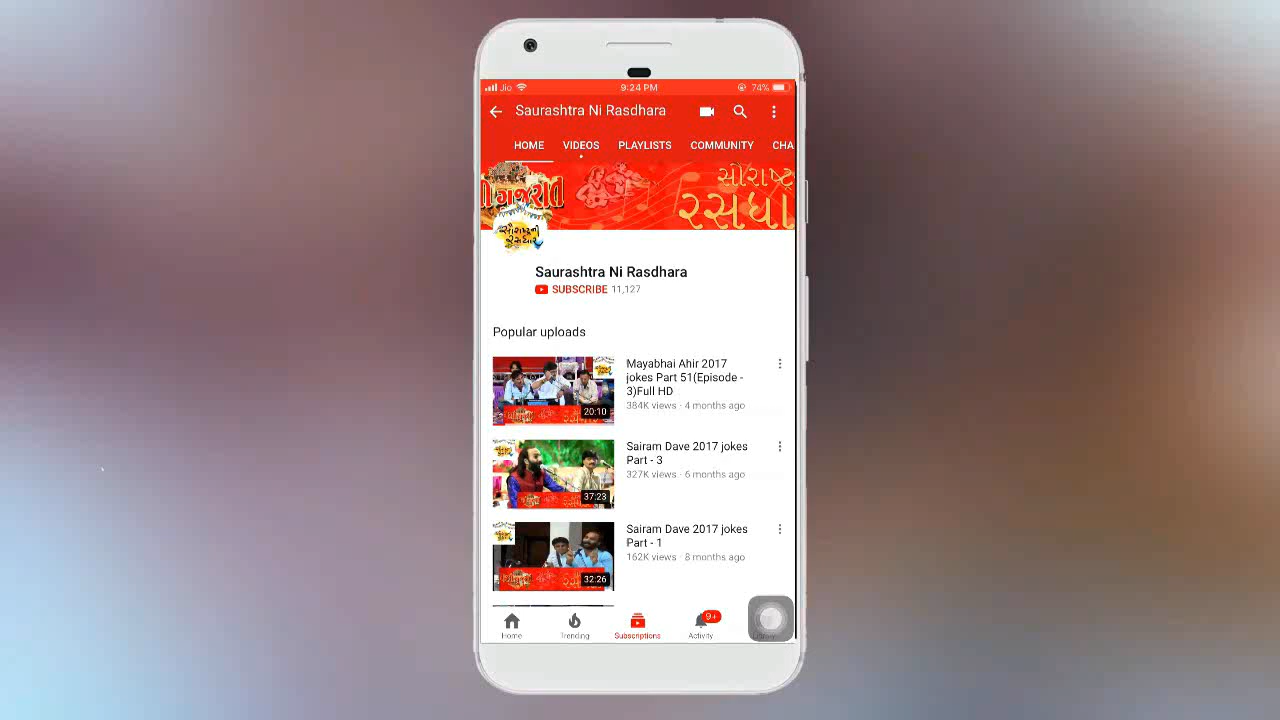 Jio 9:24 PM 74%
Saurashtra Ni Rasdhara
HOME VIDEOS PLAYLISTS COMMUNITY CHA
સૌરાષ્ટ્ર
ગુજરાત
રસધા
સૌરાષ્ટ્રની
રસધાર
Saurashtra Ni Rasdhara
SUBSCRIBE 11,127
Popular uploads
Mayabhai Ahir 2017
jokes Part 51(Episode -
3)Full HD
384K views · 4 months ago
20:10
Sairam Dave 2017 jokes
Part - 3
327K views · 6 months ago
37:23
Sairam Dave 2017 jokes
Part - 1
162K views · 8 months ago
32:26
9+
Home Trending Subscriptions Activity